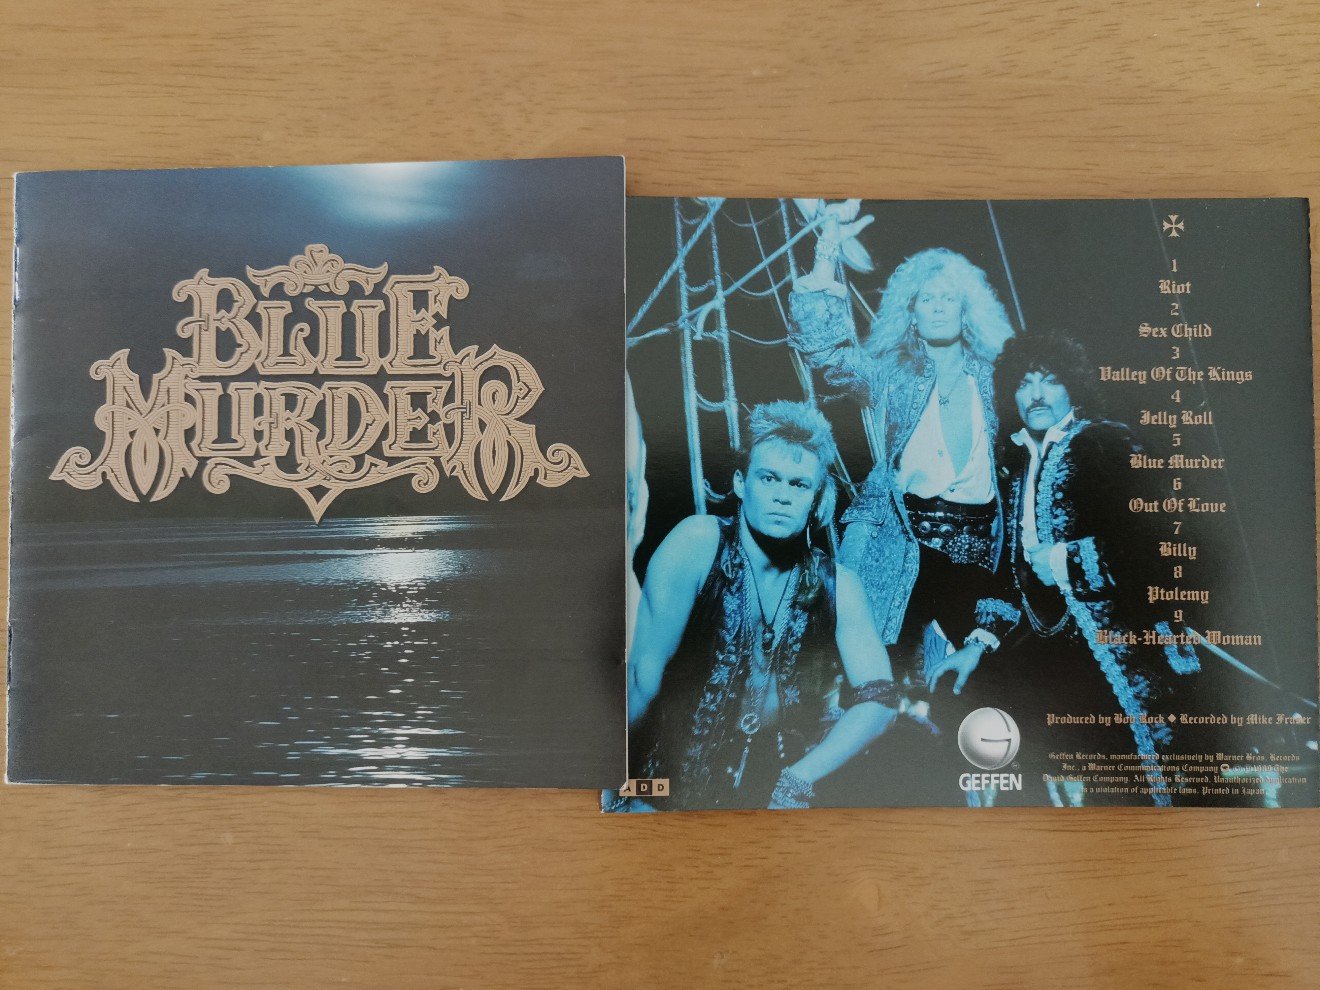 BLUE
MURDER
1
Riot
2
Sex Child
3
Valley Of The Kings
4
Jelly Roll
5
Blue Murder
6
Out Of Love
7
Billy
8
Ptolemy
9
Black-Hearted Woman
Produced by Bob Rock ◆ Recorded by Mike Fraser
Geffen Records, manufactured exclusively by Warner Bros. Records
Inc., a Warner Communications Company 1989 The
David Geffen Company. All Rights Reserved. Unauthorized duplication
is a violation of applicable laws. Printed in Japan
G
GEFFEN
A D D